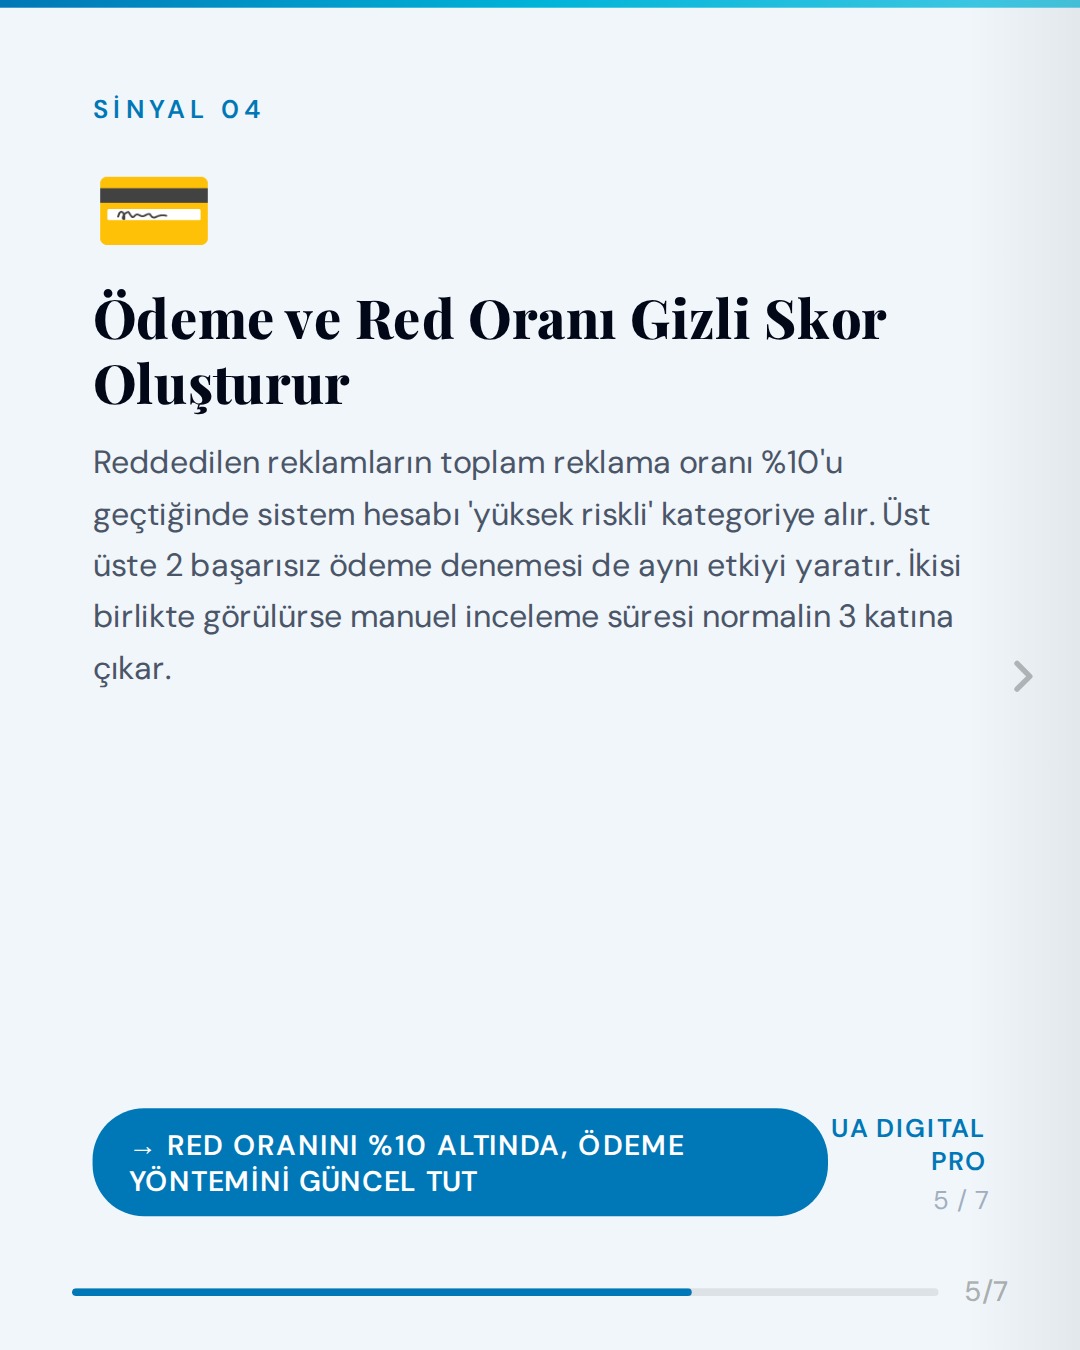 SİNYAL 04
Ödeme ve Red Oranı Gizli Skor
Oluşturur
Reddedilen reklamların toplam reklama oranı %10'u
geçtiğinde sistem hesabı 'yüksek riskli' kategoriye alır. Üst
üste 2 başarısız ödeme denemesi de aynı etkiyi yaratır. İkisi
birlikte görülürse manuel inceleme süresi normalin 3 katına
çıkar.
→ RED ORANINI %10 ALTINDA, ÖDEME
YÖNTEMİNİ GÜNCEL TUT
UA DIGITAL
PRO
5 / 7
5/7